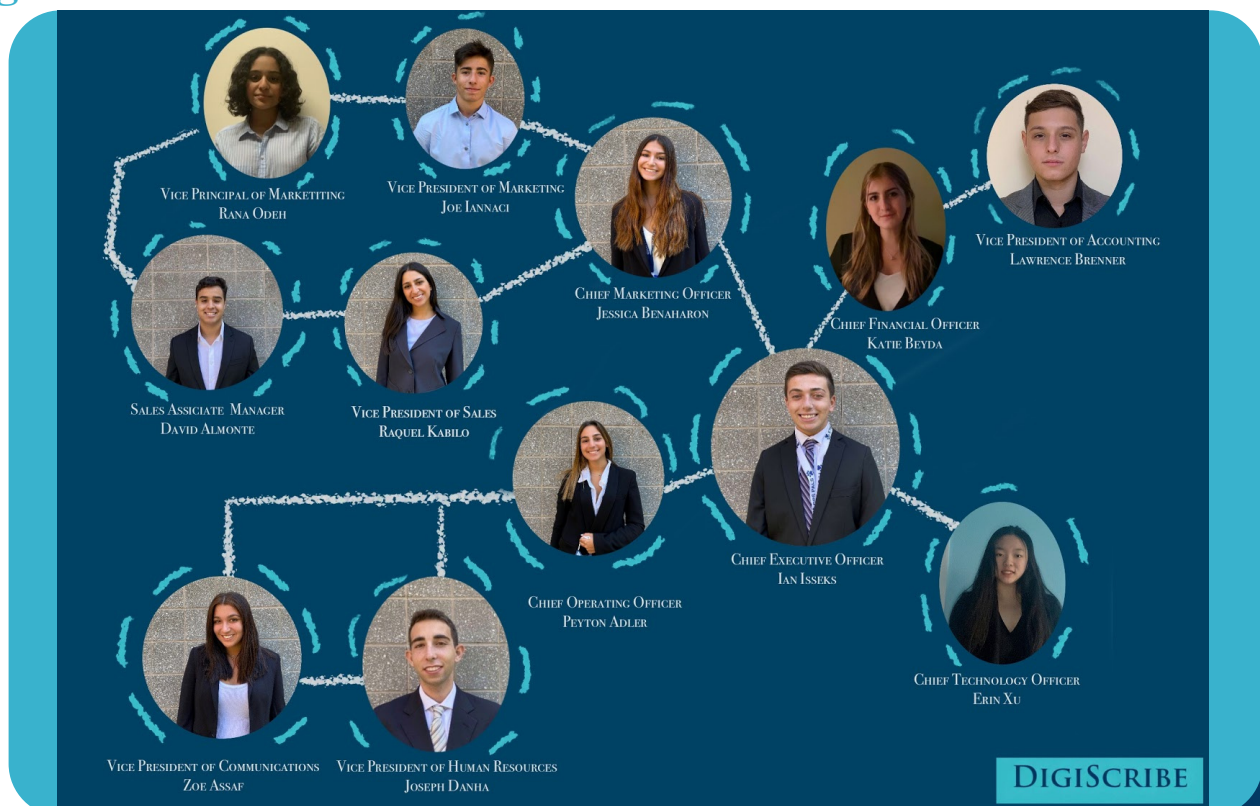 Vice Principal of Marketiting
Rana Odeh
Vice President of Marketing
Joe Iannaci
Chief Marketing Officer
Jessica Benaharon
Chief Financial Officer
Katie Beyda
Vice President of Accounting
Lawrence Brenner
Sales Assiciate Manager
David Almonte
Vice President of Sales
Raquel Kabilo
Chief Executive Officer
Ian Isseks
Chief Operating Officer
Peyton Adler
Chief Technology Officer
Erin Xu
Vice President of Communications
Zoe Assaf
Vice President of Human Resources
Joseph Danha
DigiScribe